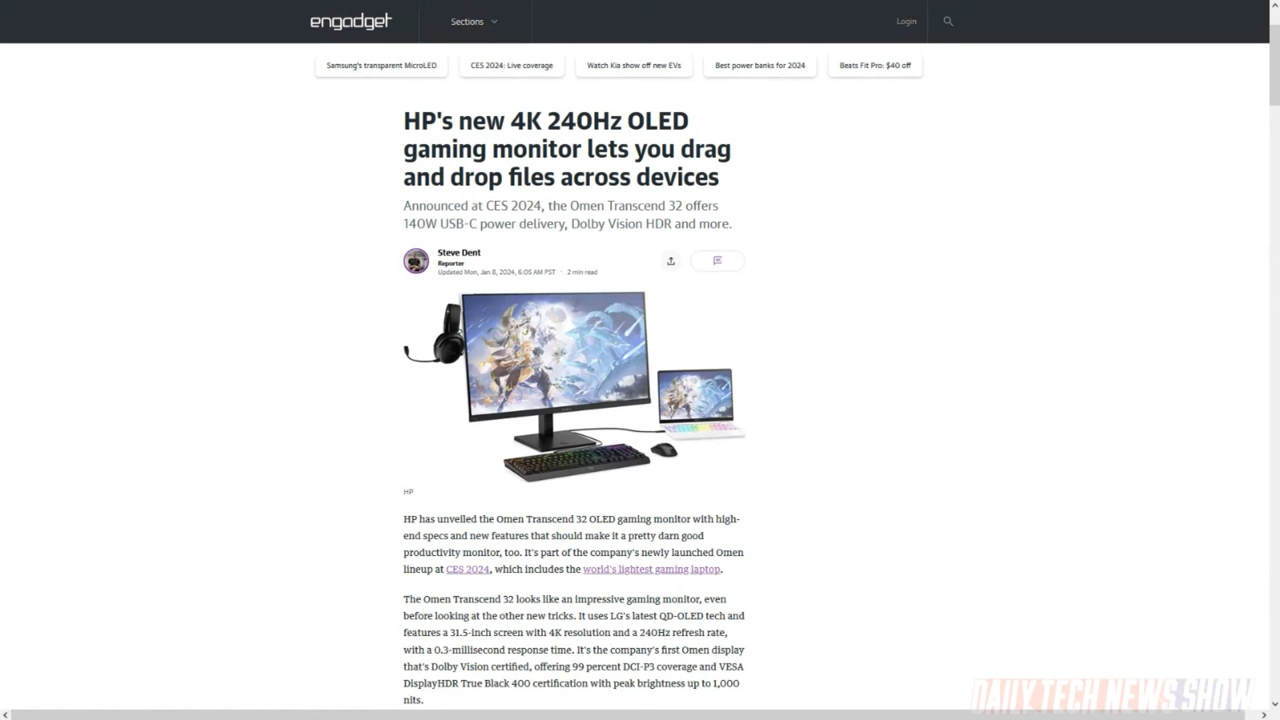 engadget
Sections
Login
Samsung's transparent MicroLED
CES 2024: Live coverage
Watch Kia show off new EVs
Best power banks for 2024
Beats Fit Pro: $40 off
HP's new 4K 240Hz OLED
gaming monitor lets you drag
and drop files across devices
Announced at CES 2024, the Omen Transcend 32 offers
140W USB-C power delivery, Dolby Vision HDR and more.
Steve Dent
Reporter
Updated Mon, Jan 8, 2024, 6:05 AM PST · 2 min read
HP
HP has unveiled the Omen Transcend 32 OLED gaming monitor with high-
end specs and new features that should make it a pretty darn good
productivity monitor, too. It's part of the company's newly launched Omen
lineup at CES 2024, which includes the world's lightest gaming laptop.
The Omen Transcend 32 looks like an impressive gaming monitor, even
before looking at the other new tricks. It uses LG's latest QD-OLED tech and
features a 31.5-inch screen with 4K resolution and a 240Hz refresh rate,
with a 0.3-millisecond response time. It's the company's first Omen display
that's Dolby Vision certified, offering 99 percent DCI-P3 coverage and VESA
DisplayHDR True Black 400 certification with peak brightness up to 1,000
nits.
DAILY TECH NEWS SHOW